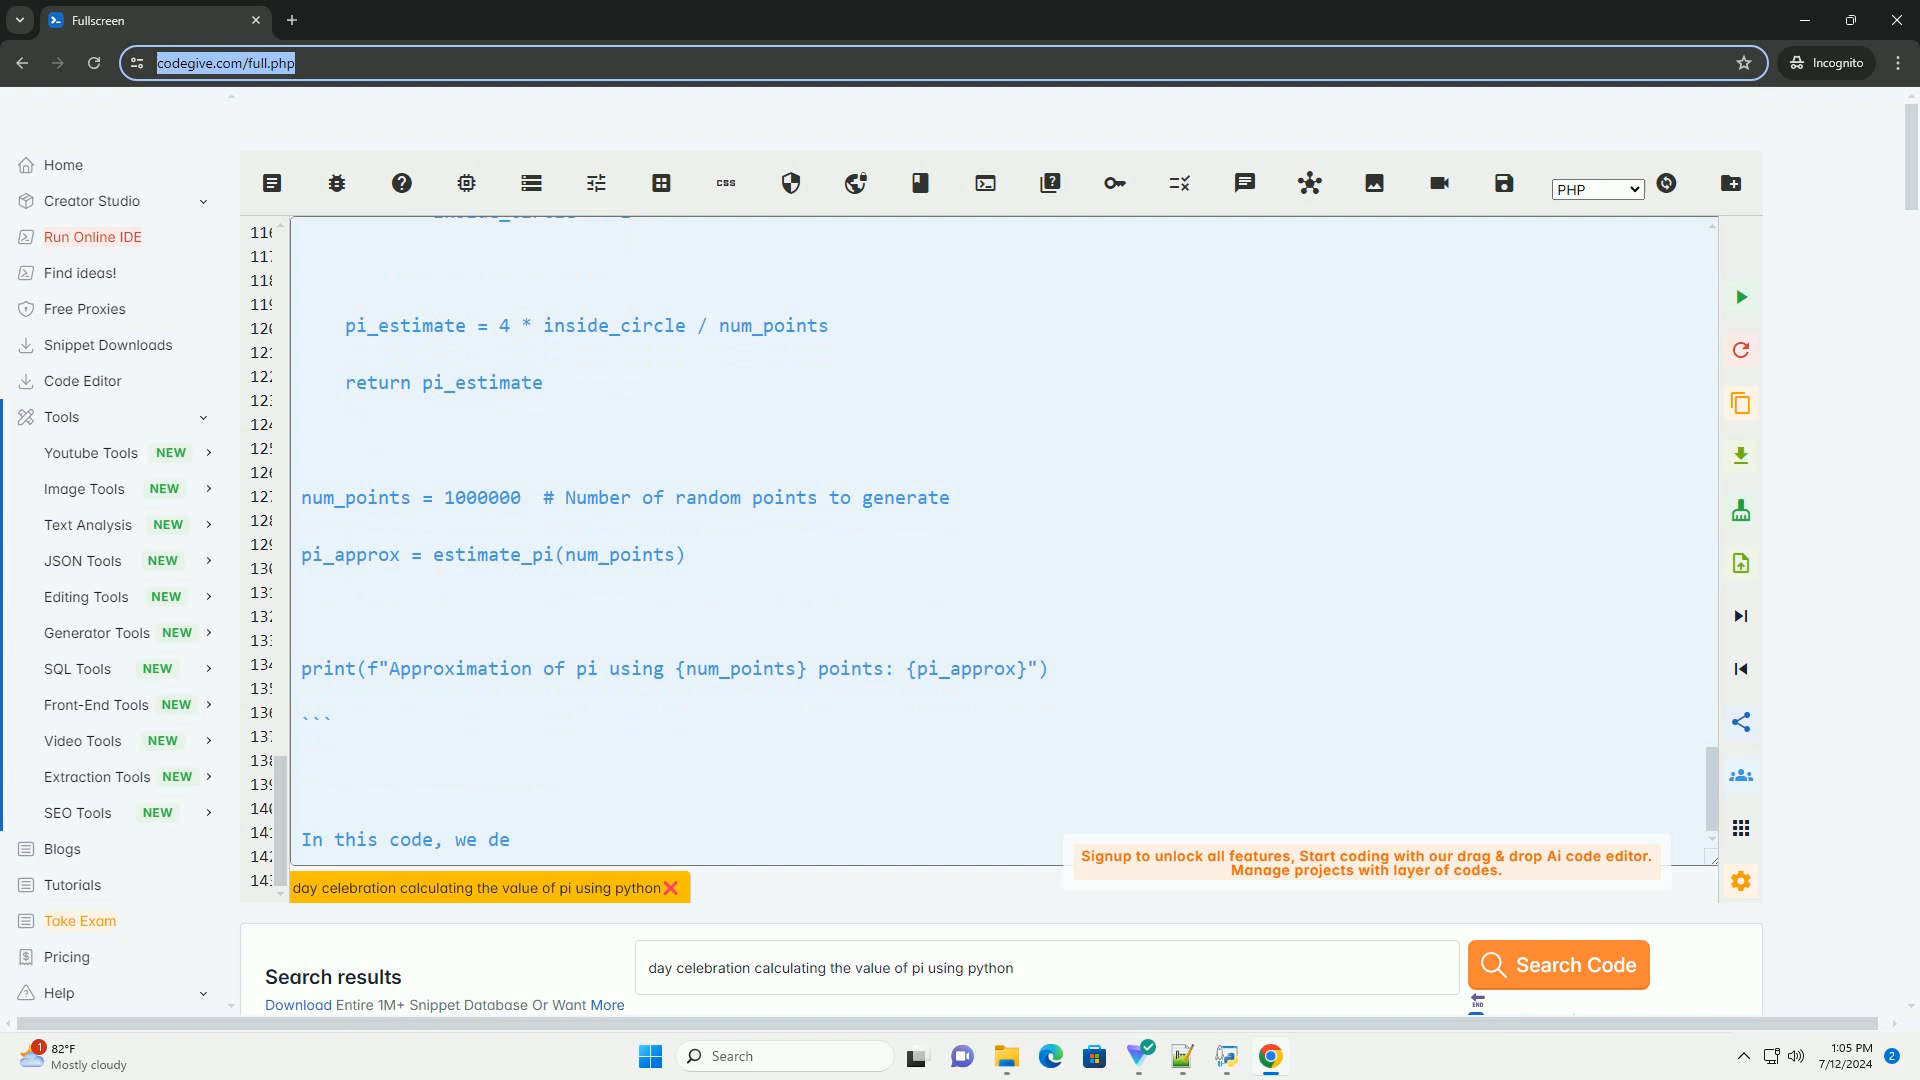 Fullscreen
codegive.com/full.php
Incognito
Home
Creator Studio
Run Online IDE
Find ideas!
Free Proxies
Snippet Downloads
Code Editor
Tools
Youtube Tools NEW
Image Tools NEW
Text Analysis NEW
JSON Tools NEW
Editing Tools NEW
Generator Tools NEW
SQL Tools NEW
Front-End Tools NEW
Video Tools NEW
Extraction Tools NEW
SEO Tools NEW
Blogs
Tutorials
Take Exam
Pricing
Help
CSS
PHP
pi_estimate = 4 * inside_circle / num_points
return pi_estimate
num_points = 1000000  # Number of random points to generate
pi_approx = estimate_pi(num_points)
print(f"Approximation of pi using {num_points} points: {pi_approx}")
```
In this code, we de
Signup to unlock all features, Start coding with our drag & drop Ai code editor.
Manage projects with layer of codes.
day celebration calculating the value of pi using python
Search results
Download Entire 1M+ Snippet Database Or Want More
day celebration calculating the value of pi using python
Search Code
END
1
82°F
Mostly cloudy
Search
1:05 PM
7/12/2024
2